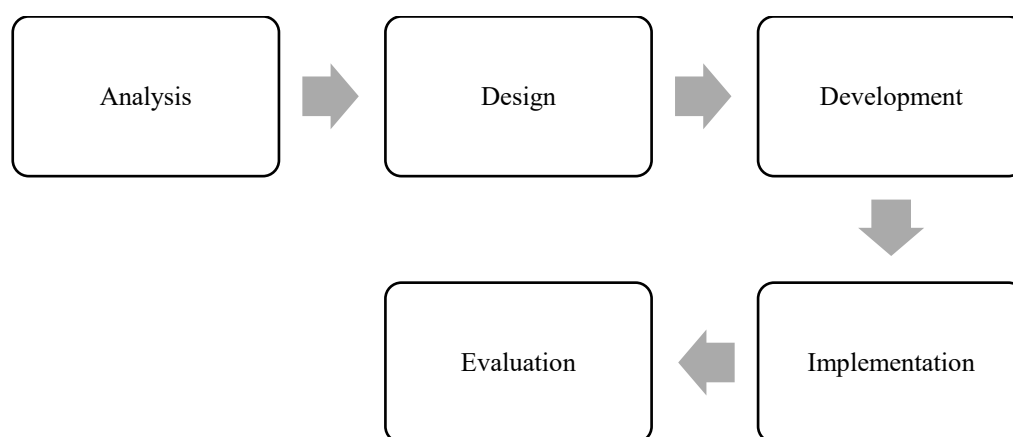 Analysis
Design
Development
Implementation
Evaluation